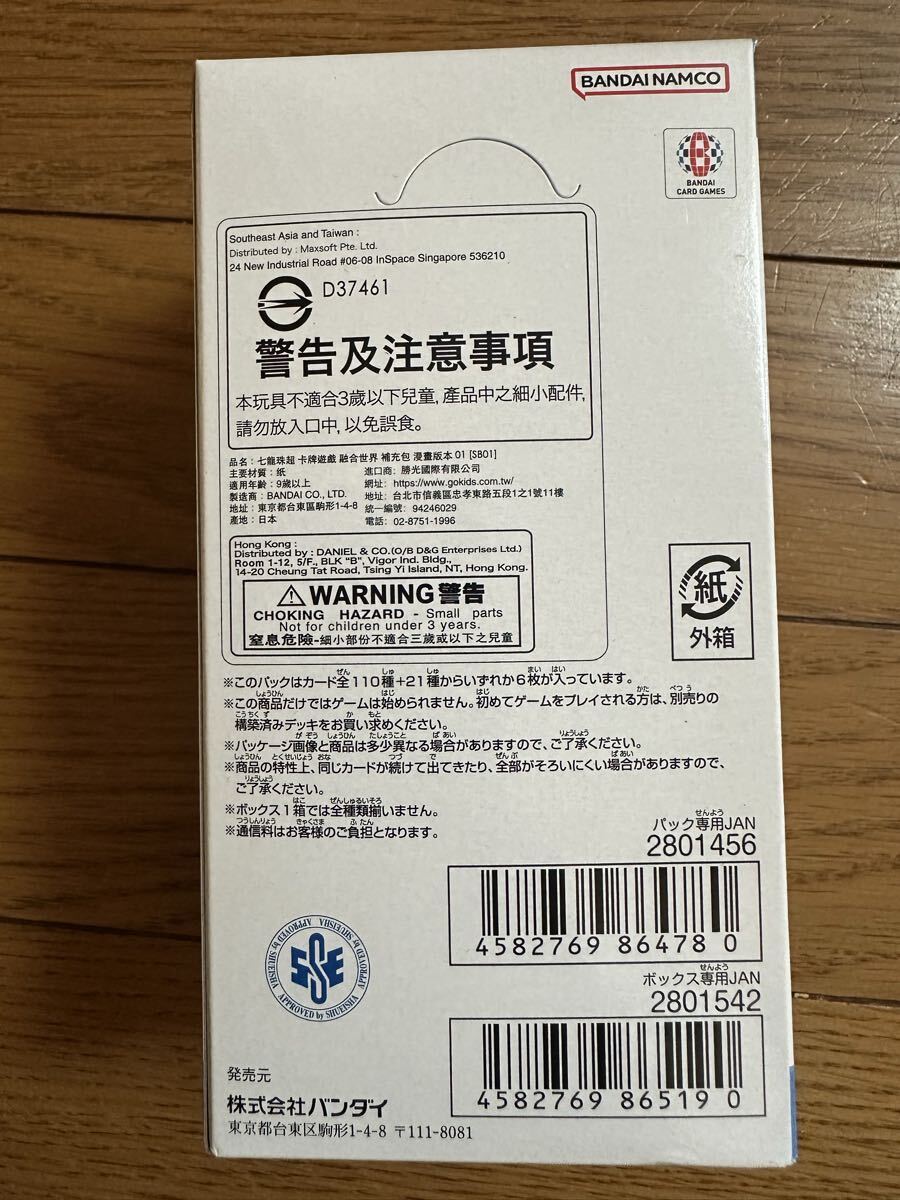 BANDAI NAMCO
BANDAI
CARD GAMES
Southeast Asia and Taiwan :
Distributed by : Maxsoft Pte. Ltd.
24 New Industrial Road #06-08 InSpace Singapore 536210
D37461
警告及注意事項
本玩具不適合3歲以下兒童, 產品中之細小配件,
請勿放入口中, 以免誤食。
品名：七龍珠超 卡牌遊戲 融合世界 補充包 漫畫版本 01 [SB01]
主要材質：紙
適用年齡：9歲以上
製造商：BANDAI CO., LTD.
地址：東京都台東區駒形1-4-8
產地：日本
進口商：勝光國際有限公司
網址：https://www.gokids.com.tw/
地址：台北市信義區忠孝東路五段1之1號11樓
統一編號：94246029
電話：02-8751-1996
Hong Kong :
Distributed by : DANIEL & CO.(O/B D&G Enterprises Ltd.)
Room 1-12, 5/F., BLK "B", Vigor Ind. Bldg.,
14-20 Cheung Tat Road, Tsing Yi Island, NT, Hong Kong.
WARNING 警告
CHOKING HAZARD - Small parts
Not for children under 3 years.
窒息危險-細小部份不適合三歲或以下之兒童
紙
外箱
※このパックはカード全110種+21種からいずれか6枚が入っています。
※この商品だけではゲームは始められません。初めてゲームをプレイされる方は、別売りの
構築済みデッキをお買い求めください。
※パッケージ画像と商品は多少異なる場合がありますので、ご了承ください。
※商品の特性上、同じカードが続けて出てきたり、全部がそろいにくい場合がありますので、
ご了承ください。
※ボックス1箱では全種類揃いません。
※通信料はお客様のご負担となります。
パック専用JAN
2801456
4582769 864780
ボックス専用JAN
2801542
4582769 865190
APPROVED by SHUEISHA
APPROVED by SHUEISHA
APPROVED by SHUEISHA
発売元
株式会社バンダイ
東京都台東区駒形1-4-8 〒111-8081